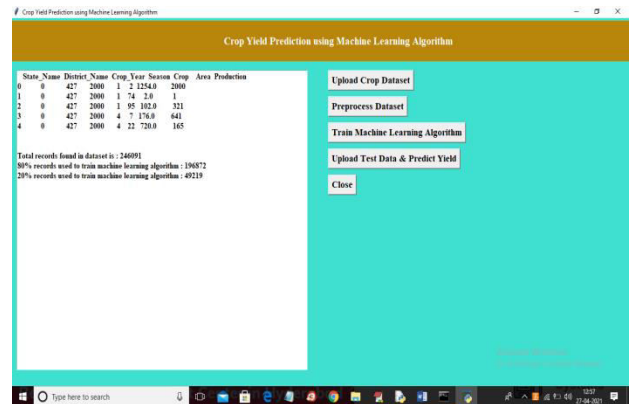 Crop Yield Prediction using Machine Learning Algorithm
Crop Yield Prediction using Machine Learning Algorithm
State_Name District_Name Crop_Year Season Crop Area Production
0 0 427 2000 1 2 1254.0 2000
1 0 427 2000 1 74 2.0 1
2 0 427 2000 1 95 102.0 321
3 0 427 2000 4 7 176.0 641
4 0 427 2000 4 22 720.0 165
Total records found in dataset is : 246091
80% records used to train machine learning algorithm : 196872
20% records used to train machine learning algorithm : 49219
Upload Crop Dataset
Preprocess Dataset
Train Machine Learning Algorithm
Upload Test Data & Predict Yield
Close
Type here to search
12:57
27-04-2021